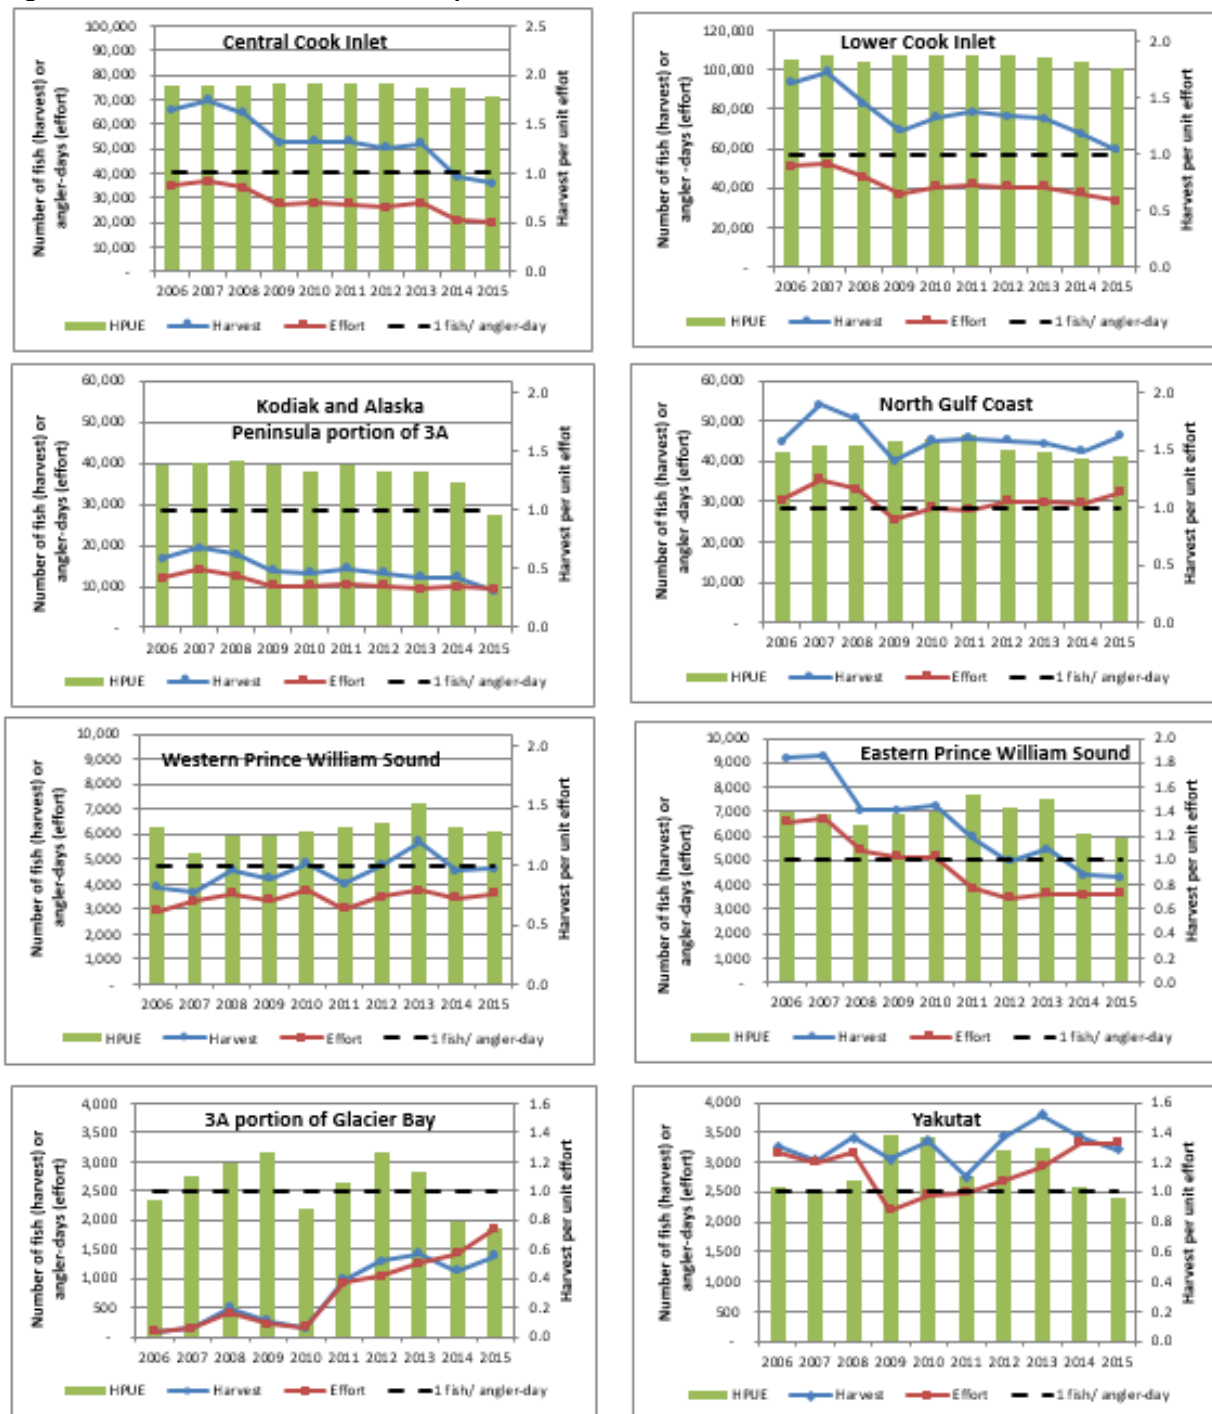 Central Cook Inlet
Number of fish (harvest) or
angler-days (effort)
100,000
90,000
80,000
70,000
60,000
50,000
40,000
30,000
20,000
10,000
-
2.5
2.0
1.5
1.0
0.5
0.0
Harvest per unit effot
2006 2007 2008 2009 2010 2011 2012 2013 2014 2015
HPUE Harvest Effort 1 fish/ angler-day
Lower Cook Inlet
Number of fish (harvest) or
angler -days (effort)
120,000
100,000
80,000
60,000
40,000
20,000
-
2.0
1.5
1.0
0.5
0.0
Harvest per unit effort
2006 2007 2008 2009 2010 2011 2012 2013 2014 2015
HPUE Harvest Effort 1 fish/ angler-day
Kodiak and Alaska
Peninsula portion of 3A
Number of fish (harvest) or
angler-days (effort)
60,000
50,000
40,000
30,000
20,000
10,000
-
2.0
1.5
1.0
0.5
0.0
Harvest per unit effot
2006 2007 2008 2009 2010 2011 2012 2013 2014 2015
HPUE Harvest Effort 1 fish/ angler-day
North Gulf Coast
Number of fish (harvest) or
angler -days (effort)
60,000
50,000
40,000
30,000
20,000
10,000
-
2.0
1.5
1.0
0.5
0.0
Harvest per unit effort
2006 2007 2008 2009 2010 2011 2012 2013 2014 2015
HPUE Harvest Effort 1 fish/ angler-day
Western Prince William Sound
Number of fish (harvest) or
angler-days (effort)
10,000
9,000
8,000
7,000
6,000
5,000
4,000
3,000
2,000
1,000
-
2.0
1.5
1.0
0.5
0.0
Harvest per unit effort
2006 2007 2008 2009 2010 2011 2012 2013 2014 2015
HPUE Harvest Effort 1 fish/ angler-day
Eastern Prince William Sound
Number of fish (harvest) or
angler -days (effort)
10,000
9,000
8,000
7,000
6,000
5,000
4,000
3,000
2,000
1,000
-
2.0
1.8
1.6
1.4
1.2
1.0
0.8
0.6
0.4
0.2
0.0
Harvest per unit effort
2006 2007 2008 2009 2010 2011 2012 2013 2014 2015
HPUE Harvest Effort 1 fish/ angler-day
3A portion of Glacier Bay
Number of fish (harvest) or
angler-days (effort)
4,000
3,500
3,000
2,500
2,000
1,500
1,000
500
-
1.6
1.4
1.2
1.0
0.8
0.6
0.4
0.2
0.0
Harvest per unit effort
2006 2007 2008 2009 2010 2011 2012 2013 2014 2015
HPUE Harvest Effort 1 fish/ angler-day
Yakutat
Number of fish (harvest) or
angler-days (effort)
4,000
3,500
3,000
2,500
2,000
1,500
1,000
500
-
1.6
1.4
1.2
1.0
0.8
0.6
0.4
0.2
0.0
Harvest per unit effort
2006 2007 2008 2009 2010 2011 2012 2013 2014 2015
HPUE Harvest Effort 1 fish/ angler-day